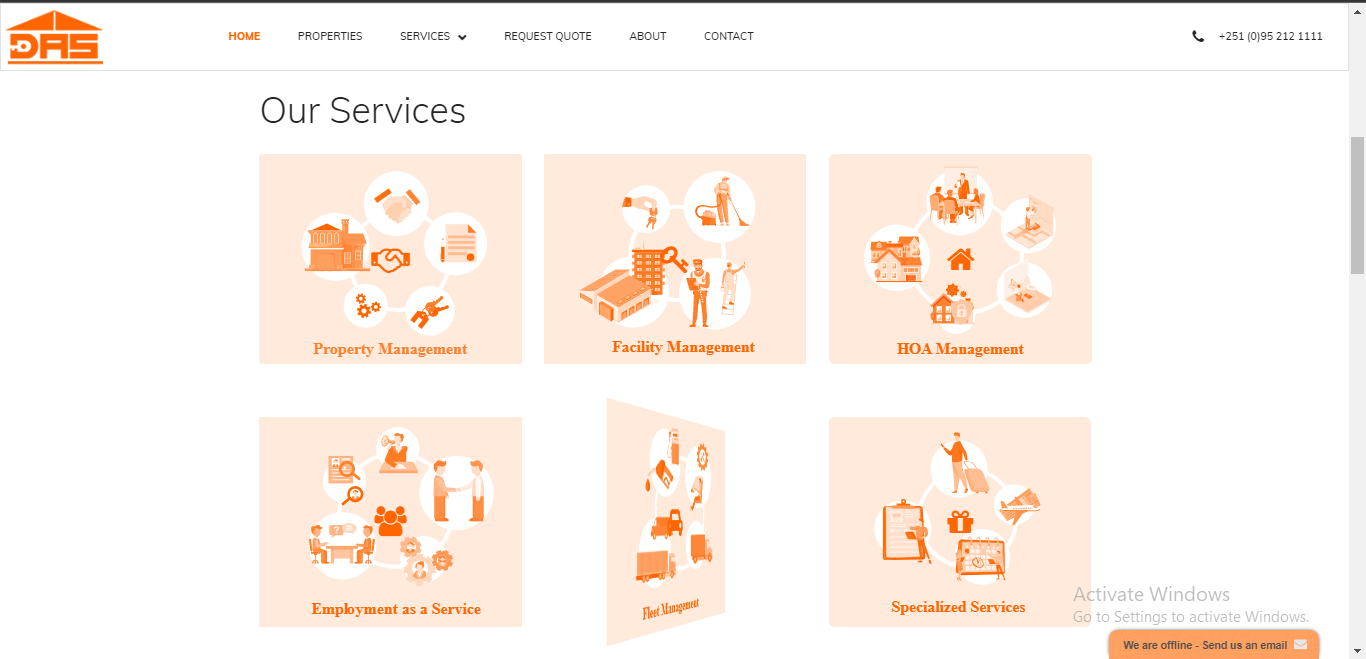 DAS
HOME PROPERTIES SERVICES REQUEST QUOTE ABOUT CONTACT +251 (0)95 212 1111
Our Services
Property Management
Facility Management
HOA Management
Employment as a Service
Fleet Management
Specialized Services
Activate Windows
Go to Settings to activate Windows.
We are offline - Send us an email